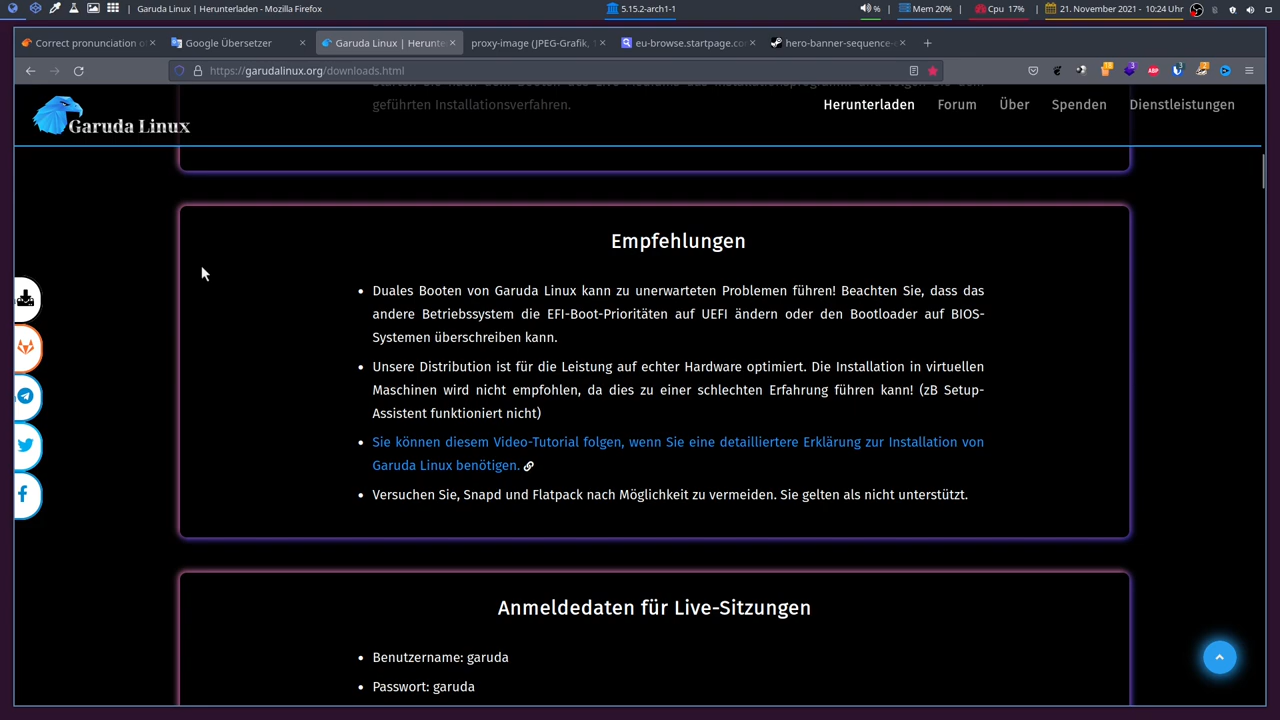 Garuda Linux | Herunterladen - Mozilla Firefox
5.15.2-arch1-1
%
Mem 20%
Cpu 17%
21. November 2021 - 10:24 Uhr
Correct pronunciation o
Google Übersetzer
Garuda Linux | Herunte
proxy-image (JPEG-Grafik,
eu-browse.startpage.co
hero-banner-sequence-
https://garudalinux.org/downloads.html
ABP
Garuda Linux
Herunterladen
Forum
Über
Spenden
Dienstleistungen
geführten Installationsverfahren.
Empfehlungen
Duales Booten von Garuda Linux kann zu unerwarteten Problemen führen! Beachten Sie, dass das
andere Betriebssystem die EFI-Boot-Prioritäten auf UEFI ändern oder den Bootloader auf BIOS-
Systemen überschreiben kann.
Unsere Distribution ist für die Leistung auf echter Hardware optimiert. Die Installation in virtuellen
Maschinen wird nicht empfohlen, da dies zu einer schlechten Erfahrung führen kann! (zB Setup-
Assistent funktioniert nicht)
Sie können diesem Video-Tutorial folgen, wenn Sie eine detailliertere Erklärung zur Installation von
Garuda Linux benötigen.
Versuchen Sie, Snapd und Flatpack nach Möglichkeit zu vermeiden. Sie gelten als nicht unterstützt.
Anmeldedaten für Live-Sitzungen
Benutzername: garuda
Passwort: garuda